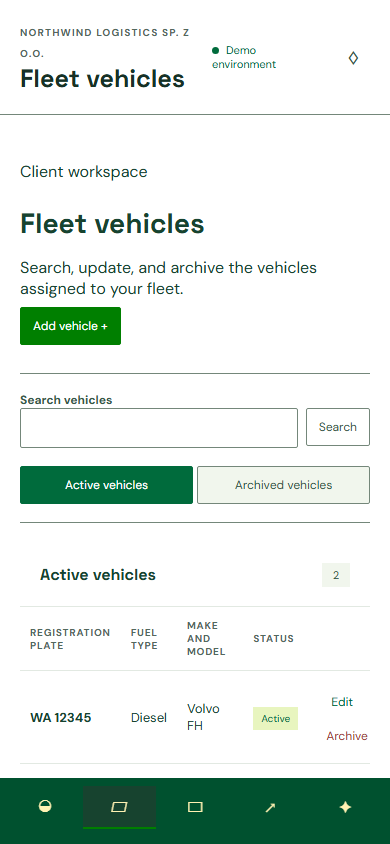 NORTHWIND LOGISTICS SP. Z
O.O.
Fleet vehicles
Demo
environment
Client workspace
Fleet vehicles
Search, update, and archive the vehicles
assigned to your fleet.
Add vehicle +
Search vehicles
Search
Active vehicles
Archived vehicles
Active vehicles
2
REGISTRATION
PLATE
FUEL
TYPE
MAKE
AND
MODEL
STATUS
WA 12345
Diesel
Volvo
FH
Active
Edit
Archive